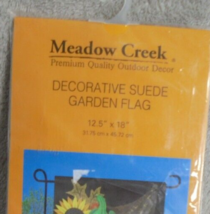 Meadow Creek
Premium Quality Outdoor Decor
DECORATIVE SUEDE
GARDEN FLAG
12.5" x 18"